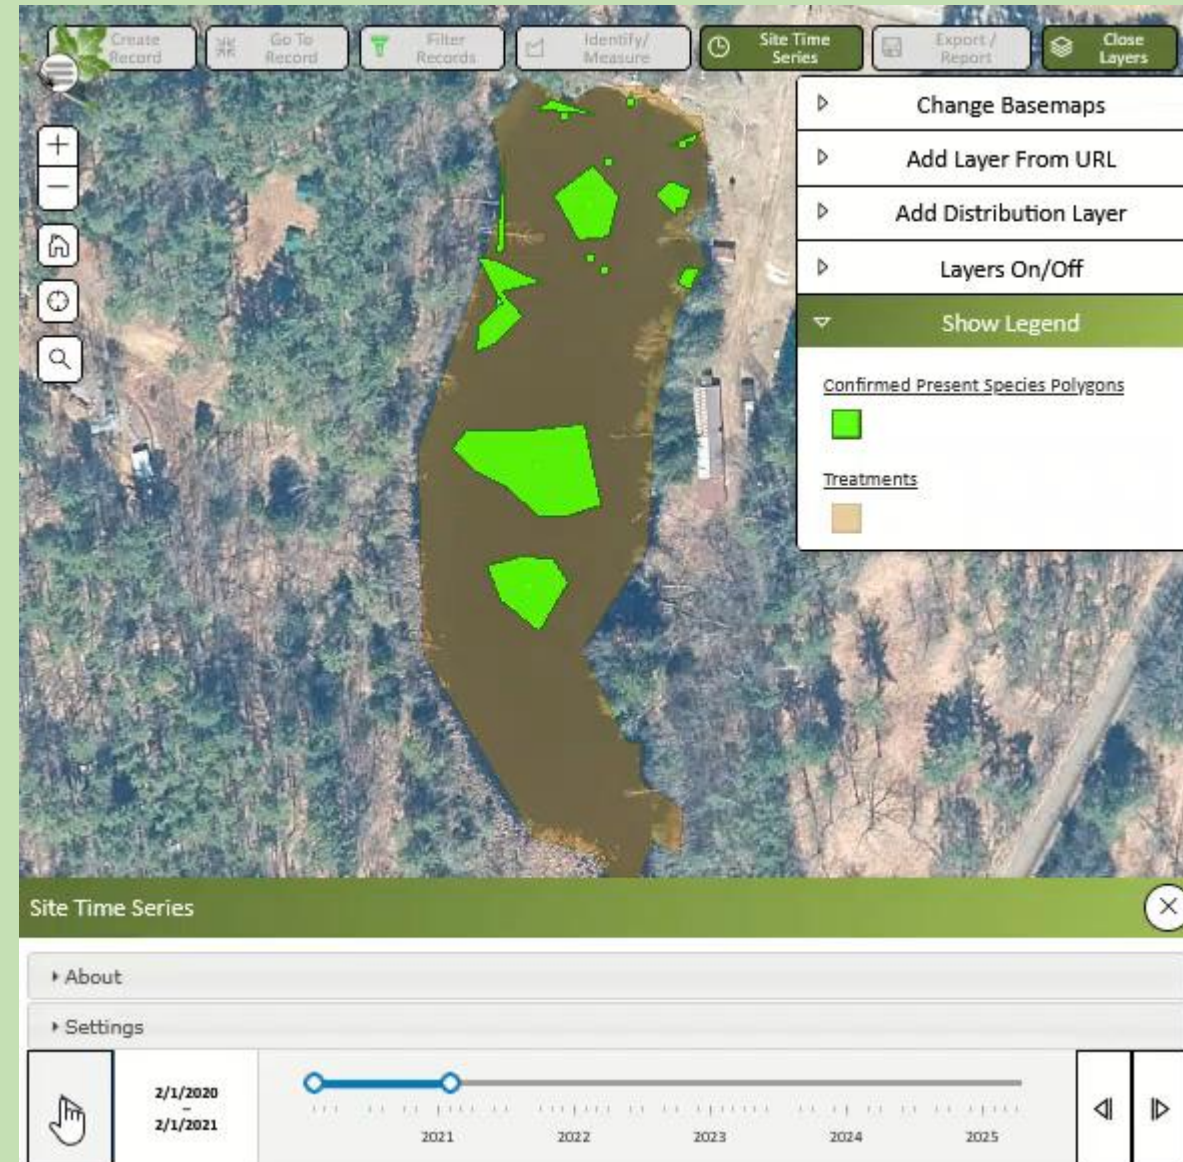 Create
Record
Go To
Record
Filter
Records
Identify/
Measure
Site Time
Series
Export /
Report
Close
Layers
Change Basemaps
Add Layer From URL
Add Distribution Layer
Layers On/Off
Show Legend
Confirmed Present Species Polygons
Treatments
Site Time Series
About
Settings
2/1/2020
–
2/1/2021
2021 2022 2023 2024 2025